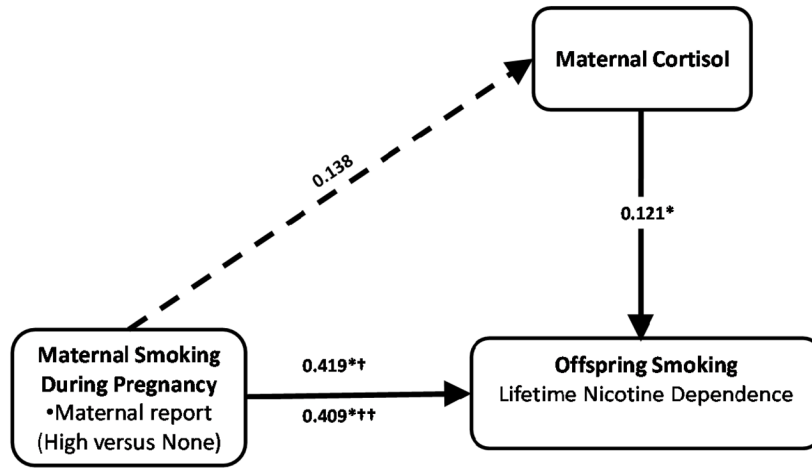 Maternal Cortisol
0.138
0.121*
Maternal Smoking
During Pregnancy
•Maternal report
(High versus None)
0.419*†
0.409*††
Offspring Smoking
Lifetime Nicotine Dependence